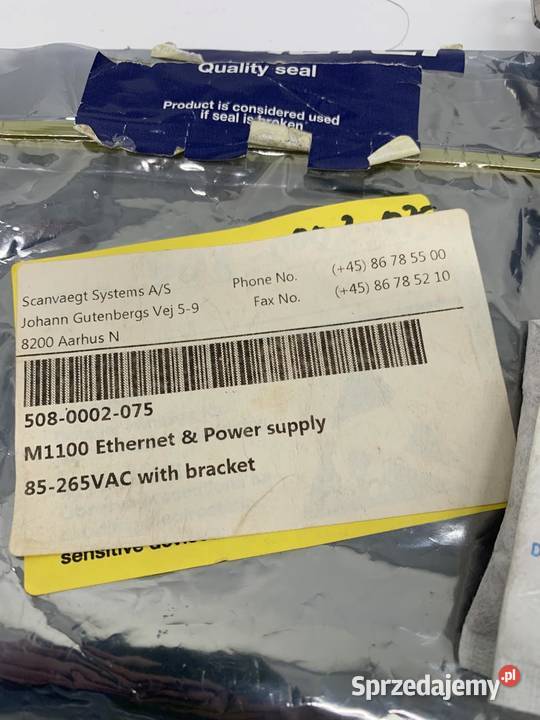 Quality seal
Product is considered used
if seal is broken
Scanvaegt Systems A/S
Johann Gutenbergs Vej 5-9
8200 Aarhus N
Phone No. (+45) 86 78 55 00
Fax No. (+45) 86 78 52 10
508-0002-075
M1100 Ethernet & Power supply
85-265VAC with bracket
sensitive
D
Sprzedajemy.pl